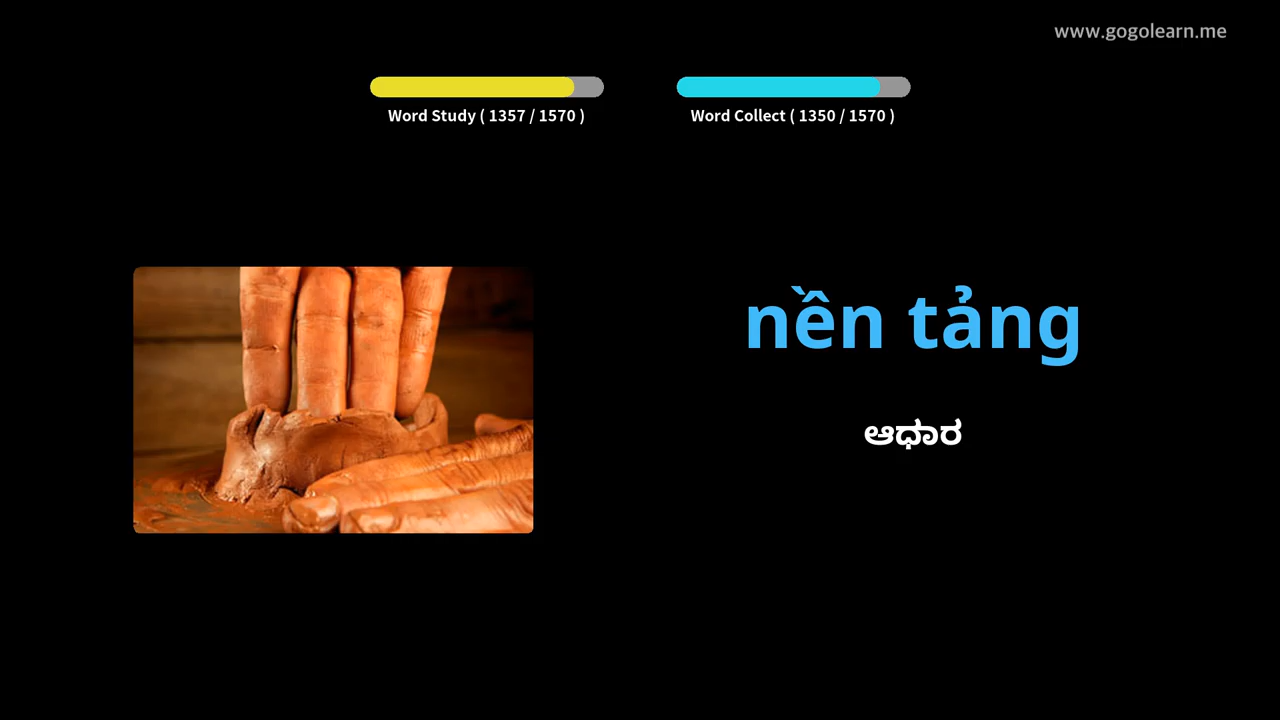 www.gogolearn.me
Word Study ( 1357 / 1570 )
Word Collect ( 1350 / 1570 )
nền tảng
ಆಧಾರ